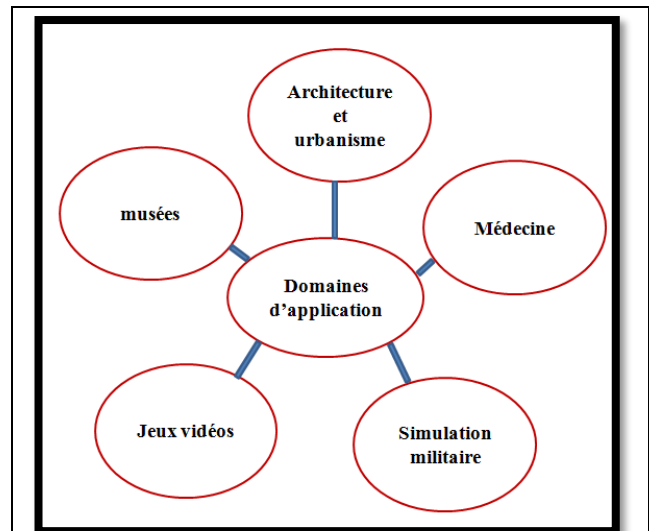 Architecture
et
urbanisme
musées
Médecine
Domaines
d’application
Jeux vidéos
Simulation
militaire